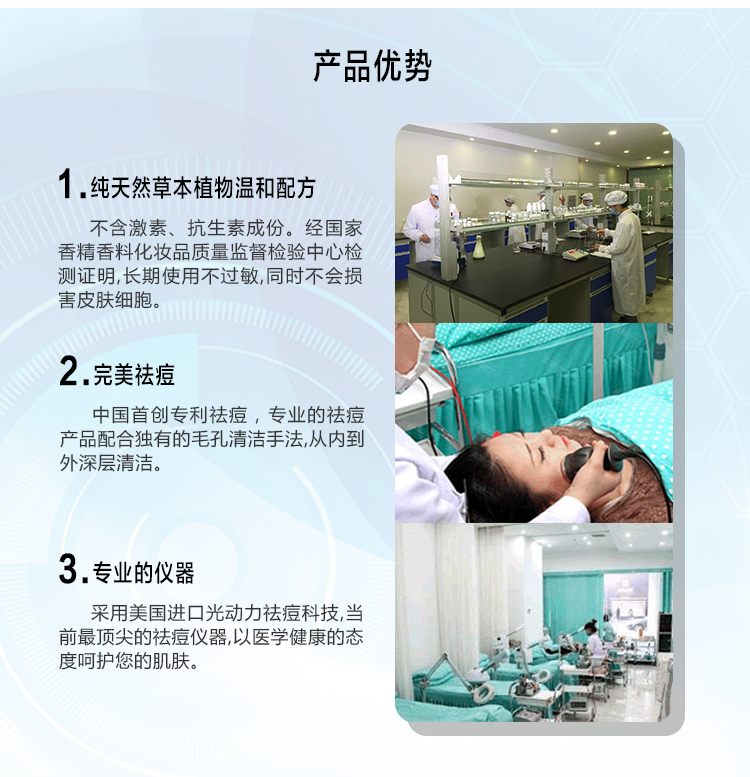 产品优势
1.纯天然草本植物温和配方
不含激素、抗生素成份。经国家
香精香料化妆品质量监督检验中心检
测证明,长期使用不过敏,同时不会损
害皮肤细胞。
2.完美祛痘
中国首创专利祛痘，专业的祛痘
产品配合独有的毛孔清洁手法,从内到
外深层清洁。
3.专业的仪器
采用美国进口光动力祛痘科技,当
前最顶尖的祛痘仪器,以医学健康的态
度呵护您的肌肤。